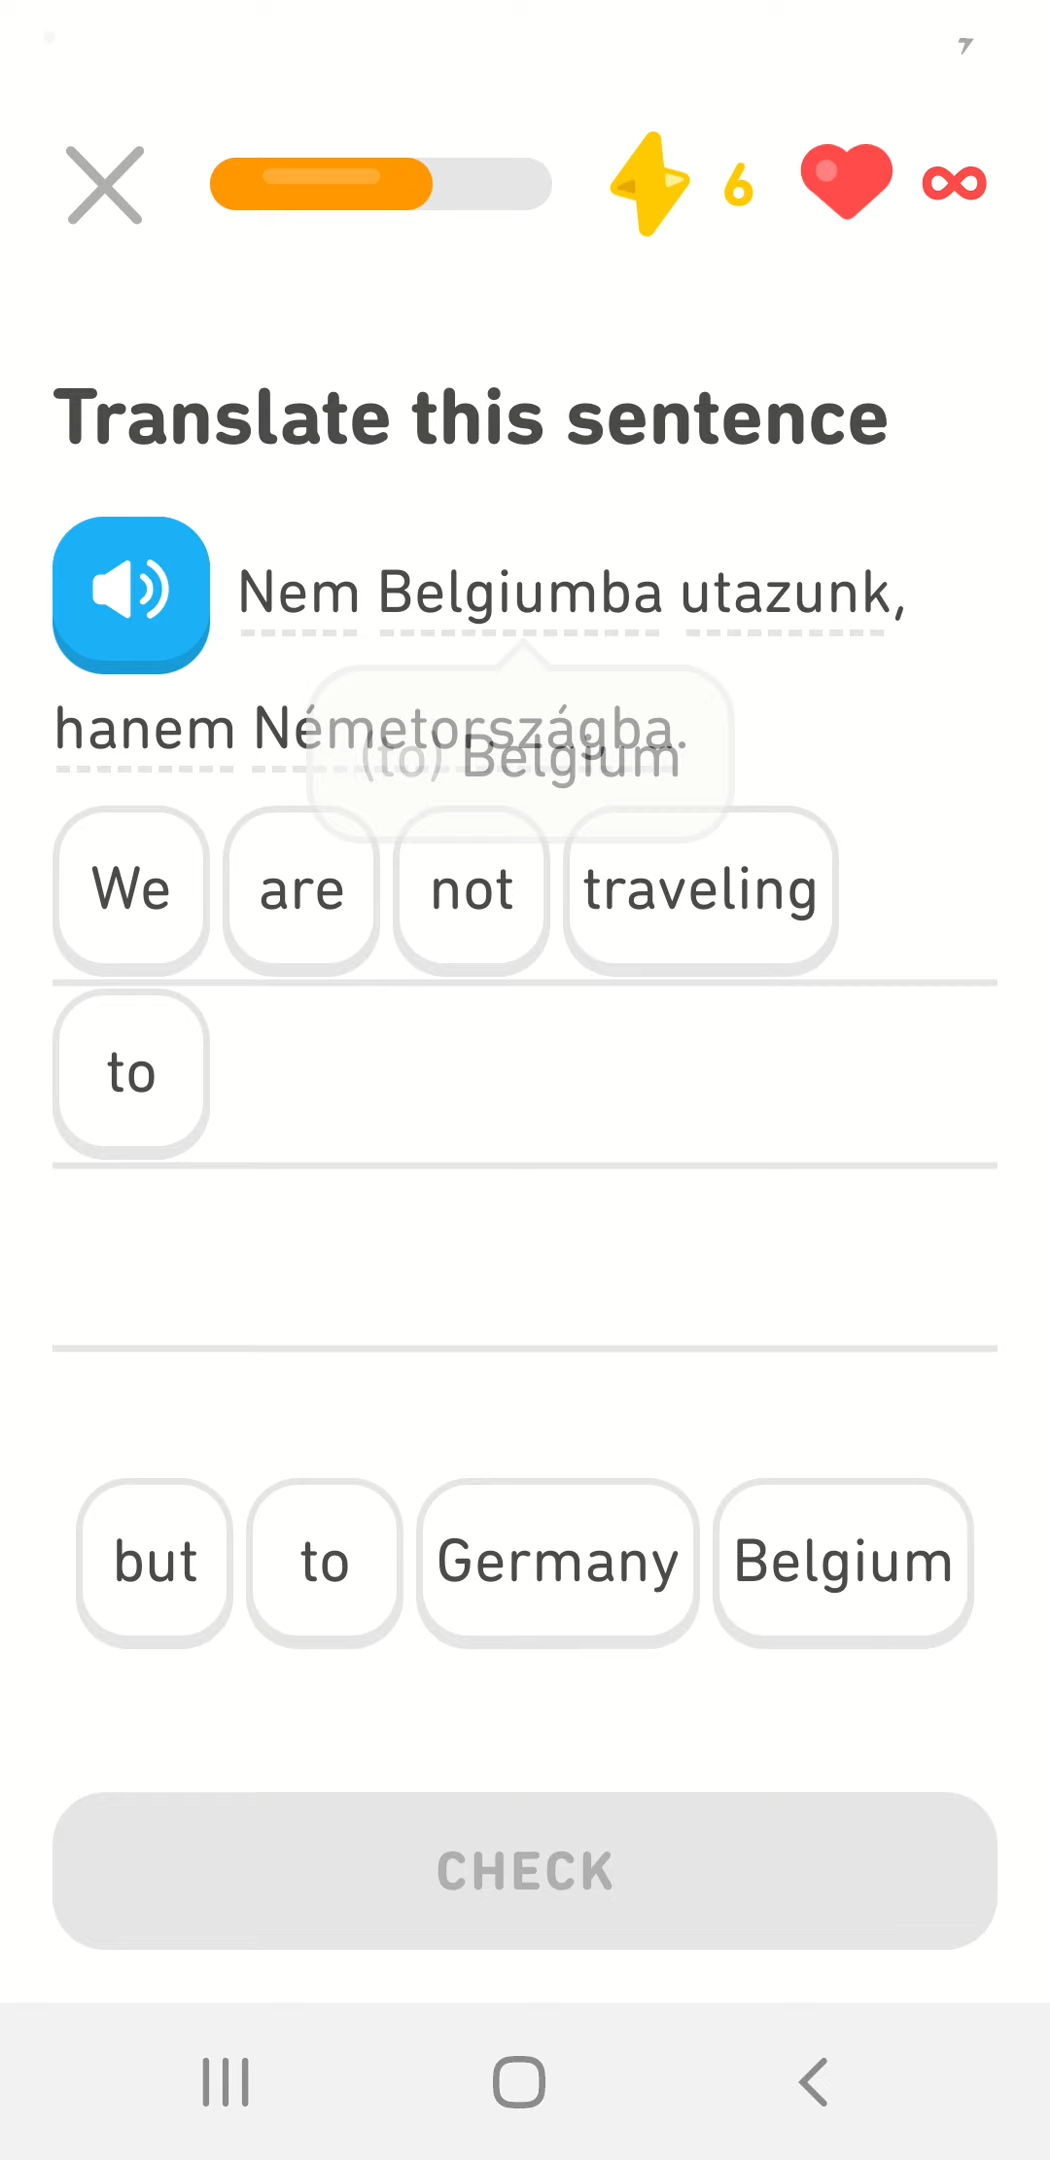 6 ∞
Translate this sentence
Nem Belgiumba utazunk,
hanem Németországba.
(to) Belgium
We are not traveling
to
but to Germany Belgium
CHECK